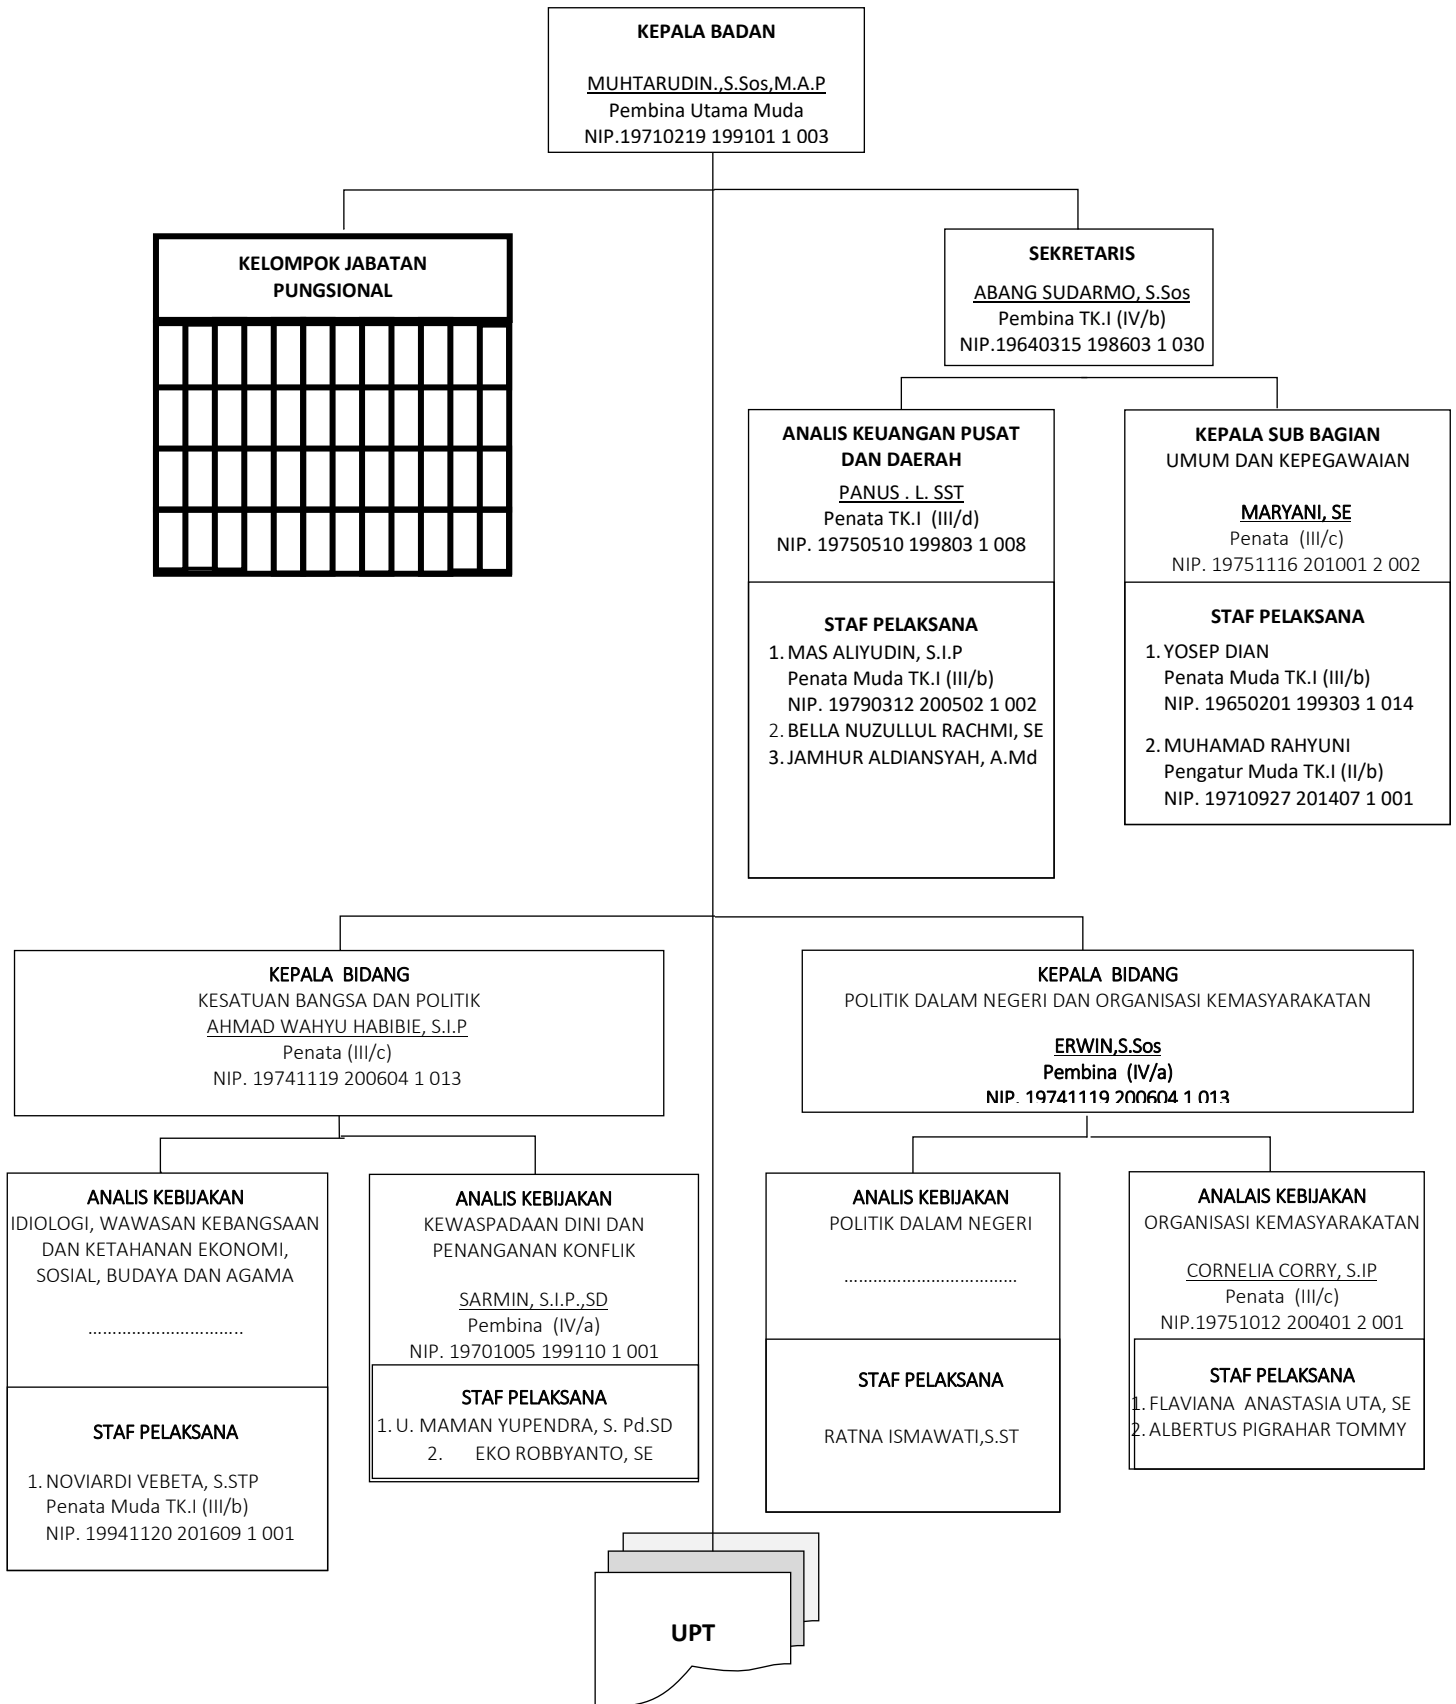 KEPALA BADAN
MUHTARUDIN.,S.Sos,M.A.P
Pembina Utama Muda
NIP.19710219 199101 1 003
KELOMPOK JABATAN
PUNGSIONAL
SEKRETARIS
ABANG SUDARMO, S.Sos
Pembina TK.I (IV/b)
NIP.19640315 198603 1 030
ANALIS KEUANGAN PUSAT
DAN DAERAH
PANUS . L. SST
Penata TK.I (III/d)
NIP. 19750510 199803 1 008
STAF PELAKSANA
1. MAS ALIYUDIN, S.I.P
Penata Muda TK.I (III/b)
NIP. 19790312 200502 1 002
2. BELLA NUZULLUL RACHMI, SE
3. JAMHUR ALDIANSYAH, A.Md
KEPALA SUB BAGIAN
UMUM DAN KEPEGAWAIAN
MARYANI, SE
Penata (III/c)
NIP. 19751116 201001 2 002
STAF PELAKSANA
1. YOSEP DIAN
Penata Muda TK.I (III/b)
NIP. 19650201 199303 1 014
2. MUHAMAD RAHYUNI
Pengatur Muda TK.I (II/b)
NIP. 19710927 201407 1 001
KEPALA BIDANG
KESATUAN BANGSA DAN POLITIK
AHMAD WAHYU HABIBIE, S.I.P
Penata (III/c)
NIP. 19741119 200604 1 013
KEPALA BIDANG
POLITIK DALAM NEGERI DAN ORGANISASI KEMASYARAKATAN
ERWIN,S.Sos
Pembina (IV/a)
NIP. 19741119 200604 1 013
ANALIS KEBIJAKAN
IDIOLOGI, WAWASAN KEBANGSAAN
DAN KETAHANAN EKONOMI,
SOSIAL, BUDAYA DAN AGAMA
................................
STAF PELAKSANA
1. NOVIARDI VEBETA, S.STP
Penata Muda TK.I (III/b)
NIP. 19941120 201609 1 001
ANALIS KEBIJAKAN
KEWASPADAAN DINI DAN
PENANGANAN KONFLIK
SARMIN, S.I.P.,SD
Pembina (IV/a)
NIP. 19701005 199110 1 001
STAF PELAKSANA
1. U. MAMAN YUPENDRA, S. Pd.SD
2. EKO ROBBYANTO, SE
ANALIS KEBIJAKAN
POLITIK DALAM NEGERI
....................................
STAF PELAKSANA
RATNA ISMAWATI,S.ST
ANALAIS KEBIJAKAN
ORGANISASI KEMASYARAKATAN
CORNELIA CORRY, S.IP
Penata (III/c)
NIP.19751012 200401 2 001
STAF PELAKSANA
1. FLAVIANA ANASTASIA UTA, SE
2. ALBERTUS PIGRAHAR TOMMY
UPT